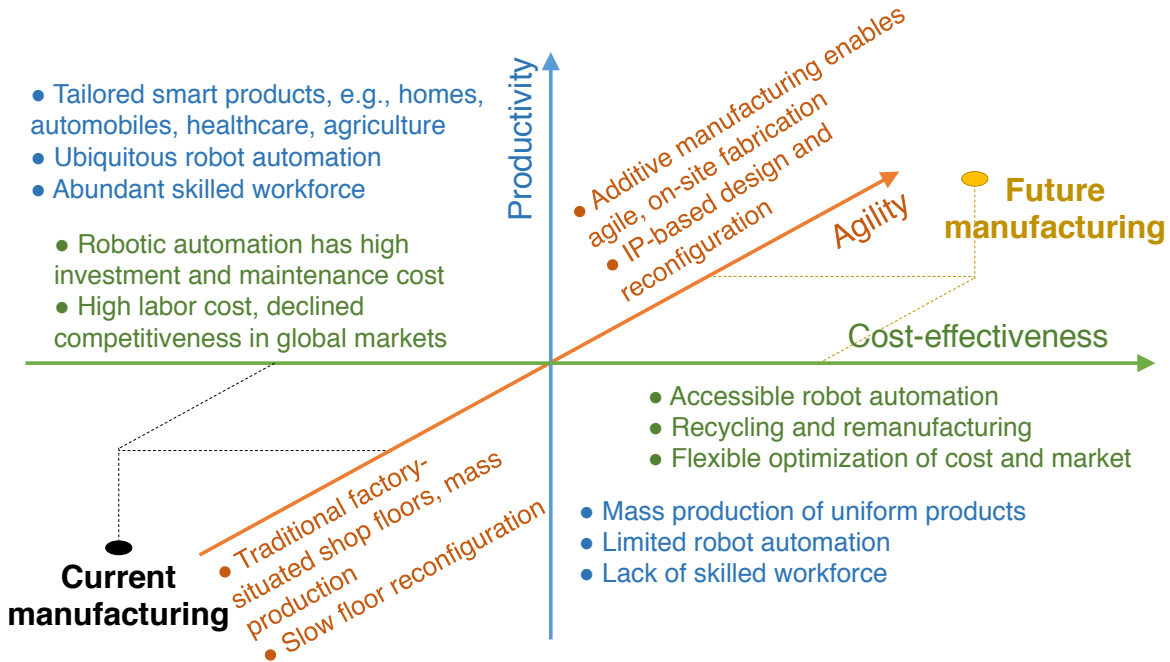 ● Tailored smart products, e.g., homes,
automobiles, healthcare, agriculture
● Ubiquitous robot automation
● Abundant skilled workforce
● Robotic automation has high
investment and maintenance cost
● High labor cost, declined
competitiveness in global markets
Productivity
● Additive manufacturing enables
agile, on-site fabrication
● IP-based design and
reconfiguration
Agility
Future
manufacturing
Cost-effectiveness
● Accessible robot automation
● Recycling and remanufacturing
● Flexible optimization of cost and market
● Mass production of uniform products
● Limited robot automation
● Lack of skilled workforce
● Traditional factory-
situated shop floors, mass
production
● Slow floor reconfiguration
Current
manufacturing